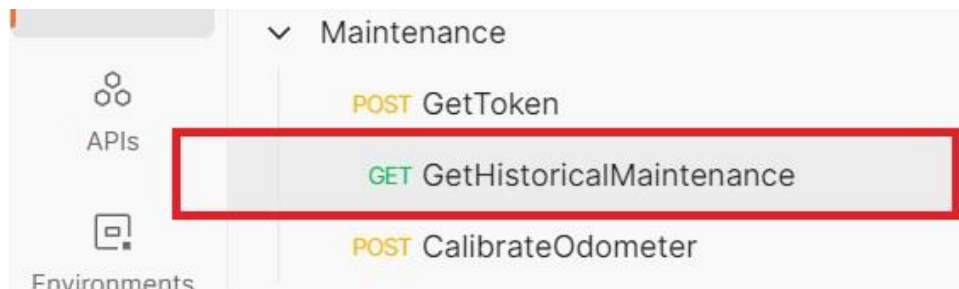 Maintenance
POST GetToken
APIs
GET GetHistoricalMaintenance
POST CalibrateOdometer
Environments